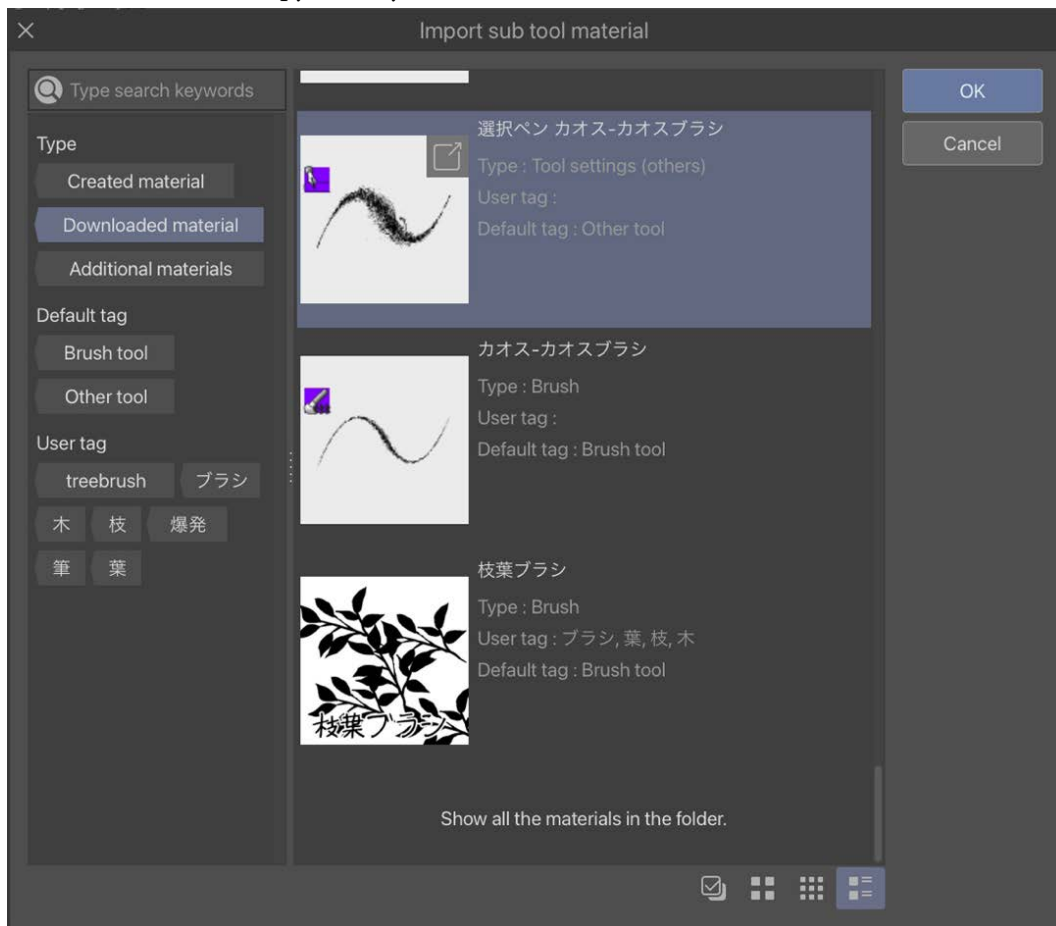 Import sub tool material
Type search keywords
Type
Created material
Downloaded material
Additional materials
Default tag
Brush tool
Other tool
User tag
treebrush ブラシ
木 枝 爆発
筆 葉
選択ペン カオス-カオスブラシ
Type : Tool settings (others)
User tag :
Default tag : Other tool
カオス-カオスブラシ
Type : Brush
User tag :
Default tag : Brush tool
枝葉ブラシ
枝葉ブラシ
Type : Brush
User tag : ブラシ, 葉, 枝, 木
Default tag : Brush tool
Show all the materials in the folder.
OK
Cancel